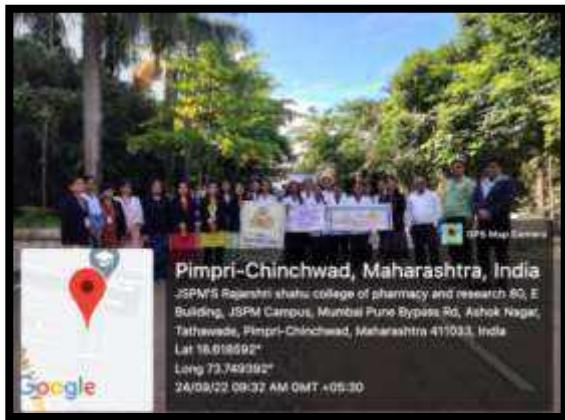 GPS Map Camera
Pimpri-Chinchwad, Maharashtra, India
JSPM'S Rajarshri shahu college of pharmacy and research 80, E
Building, JSPM Campus, Mumbai Pune Bypass Rd, Ashok Nagar,
Tathawade, Pimpri-Chinchwad, Maharashtra 411033, India
Lat 18.618592°
Long 73.749392°
24/09/22 09:32 AM GMT +05:30
Google